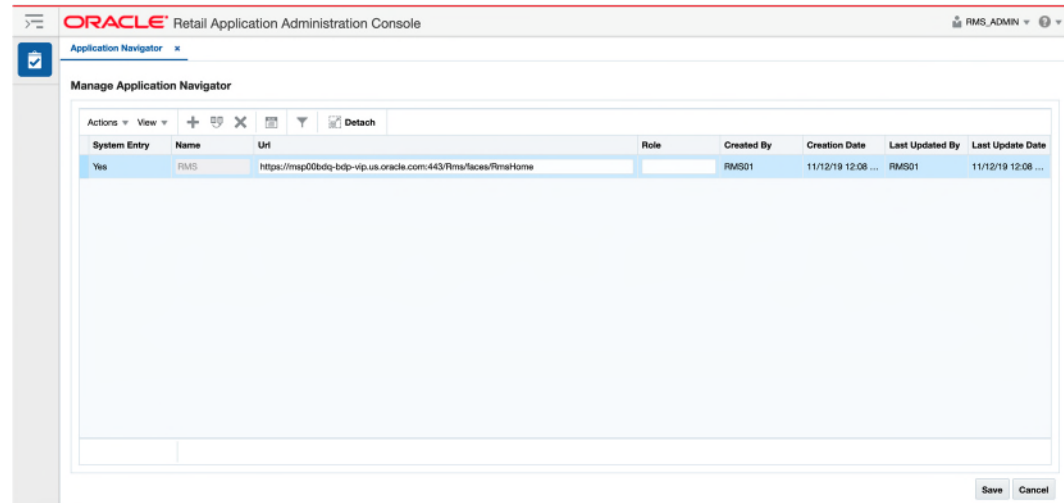 ORACLE® Retail Application Administration Console RMS_ADMIN
Application Navigator ×
Manage Application Navigator
Actions View Detach
System Entry Name Url Role Created By Creation Date Last Updated By Last Update Date
Yes RMS https://msp00bdq-bdp-vip.us.oracle.com:443/Rms/faces/RmsHome RMS01 11/12/19 12:08 ... RMS01 11/12/19 12:08 ...
Save Cancel